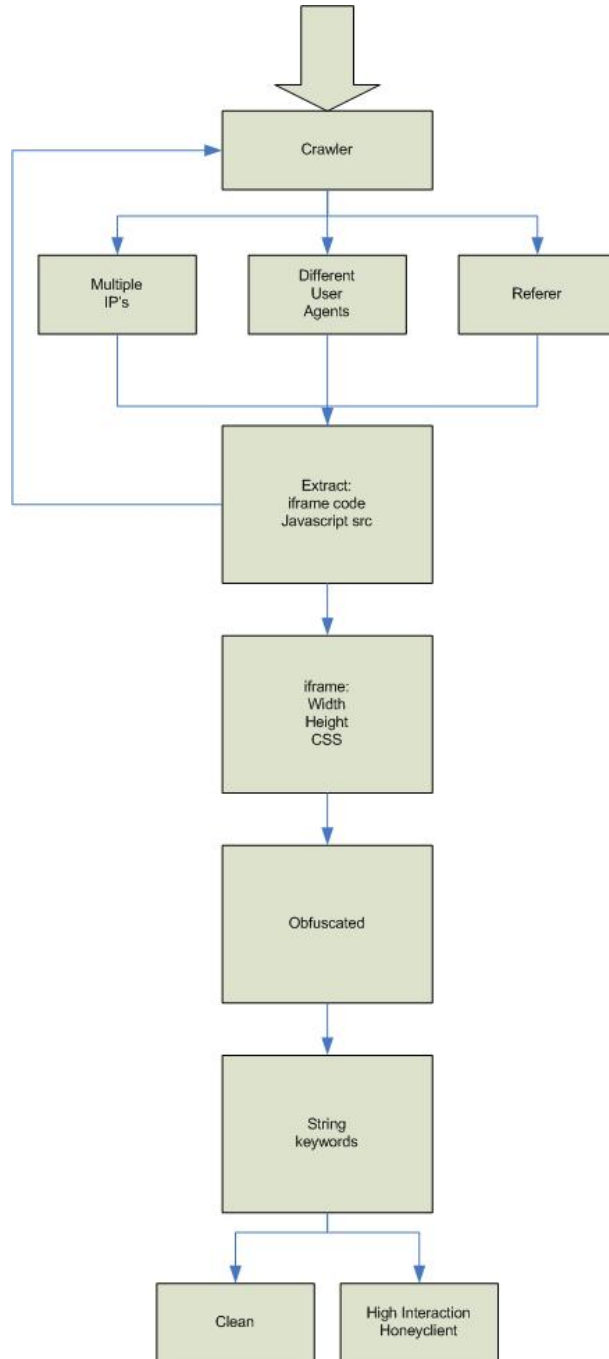 Crawler
Multiple
IP's
Different
User
Agents
Referer
Extract:
iframe code
Javascript src
iframe:
Width
Height
CSS
Obfuscated
String
keywords
Clean
High Interaction
Honeyclient